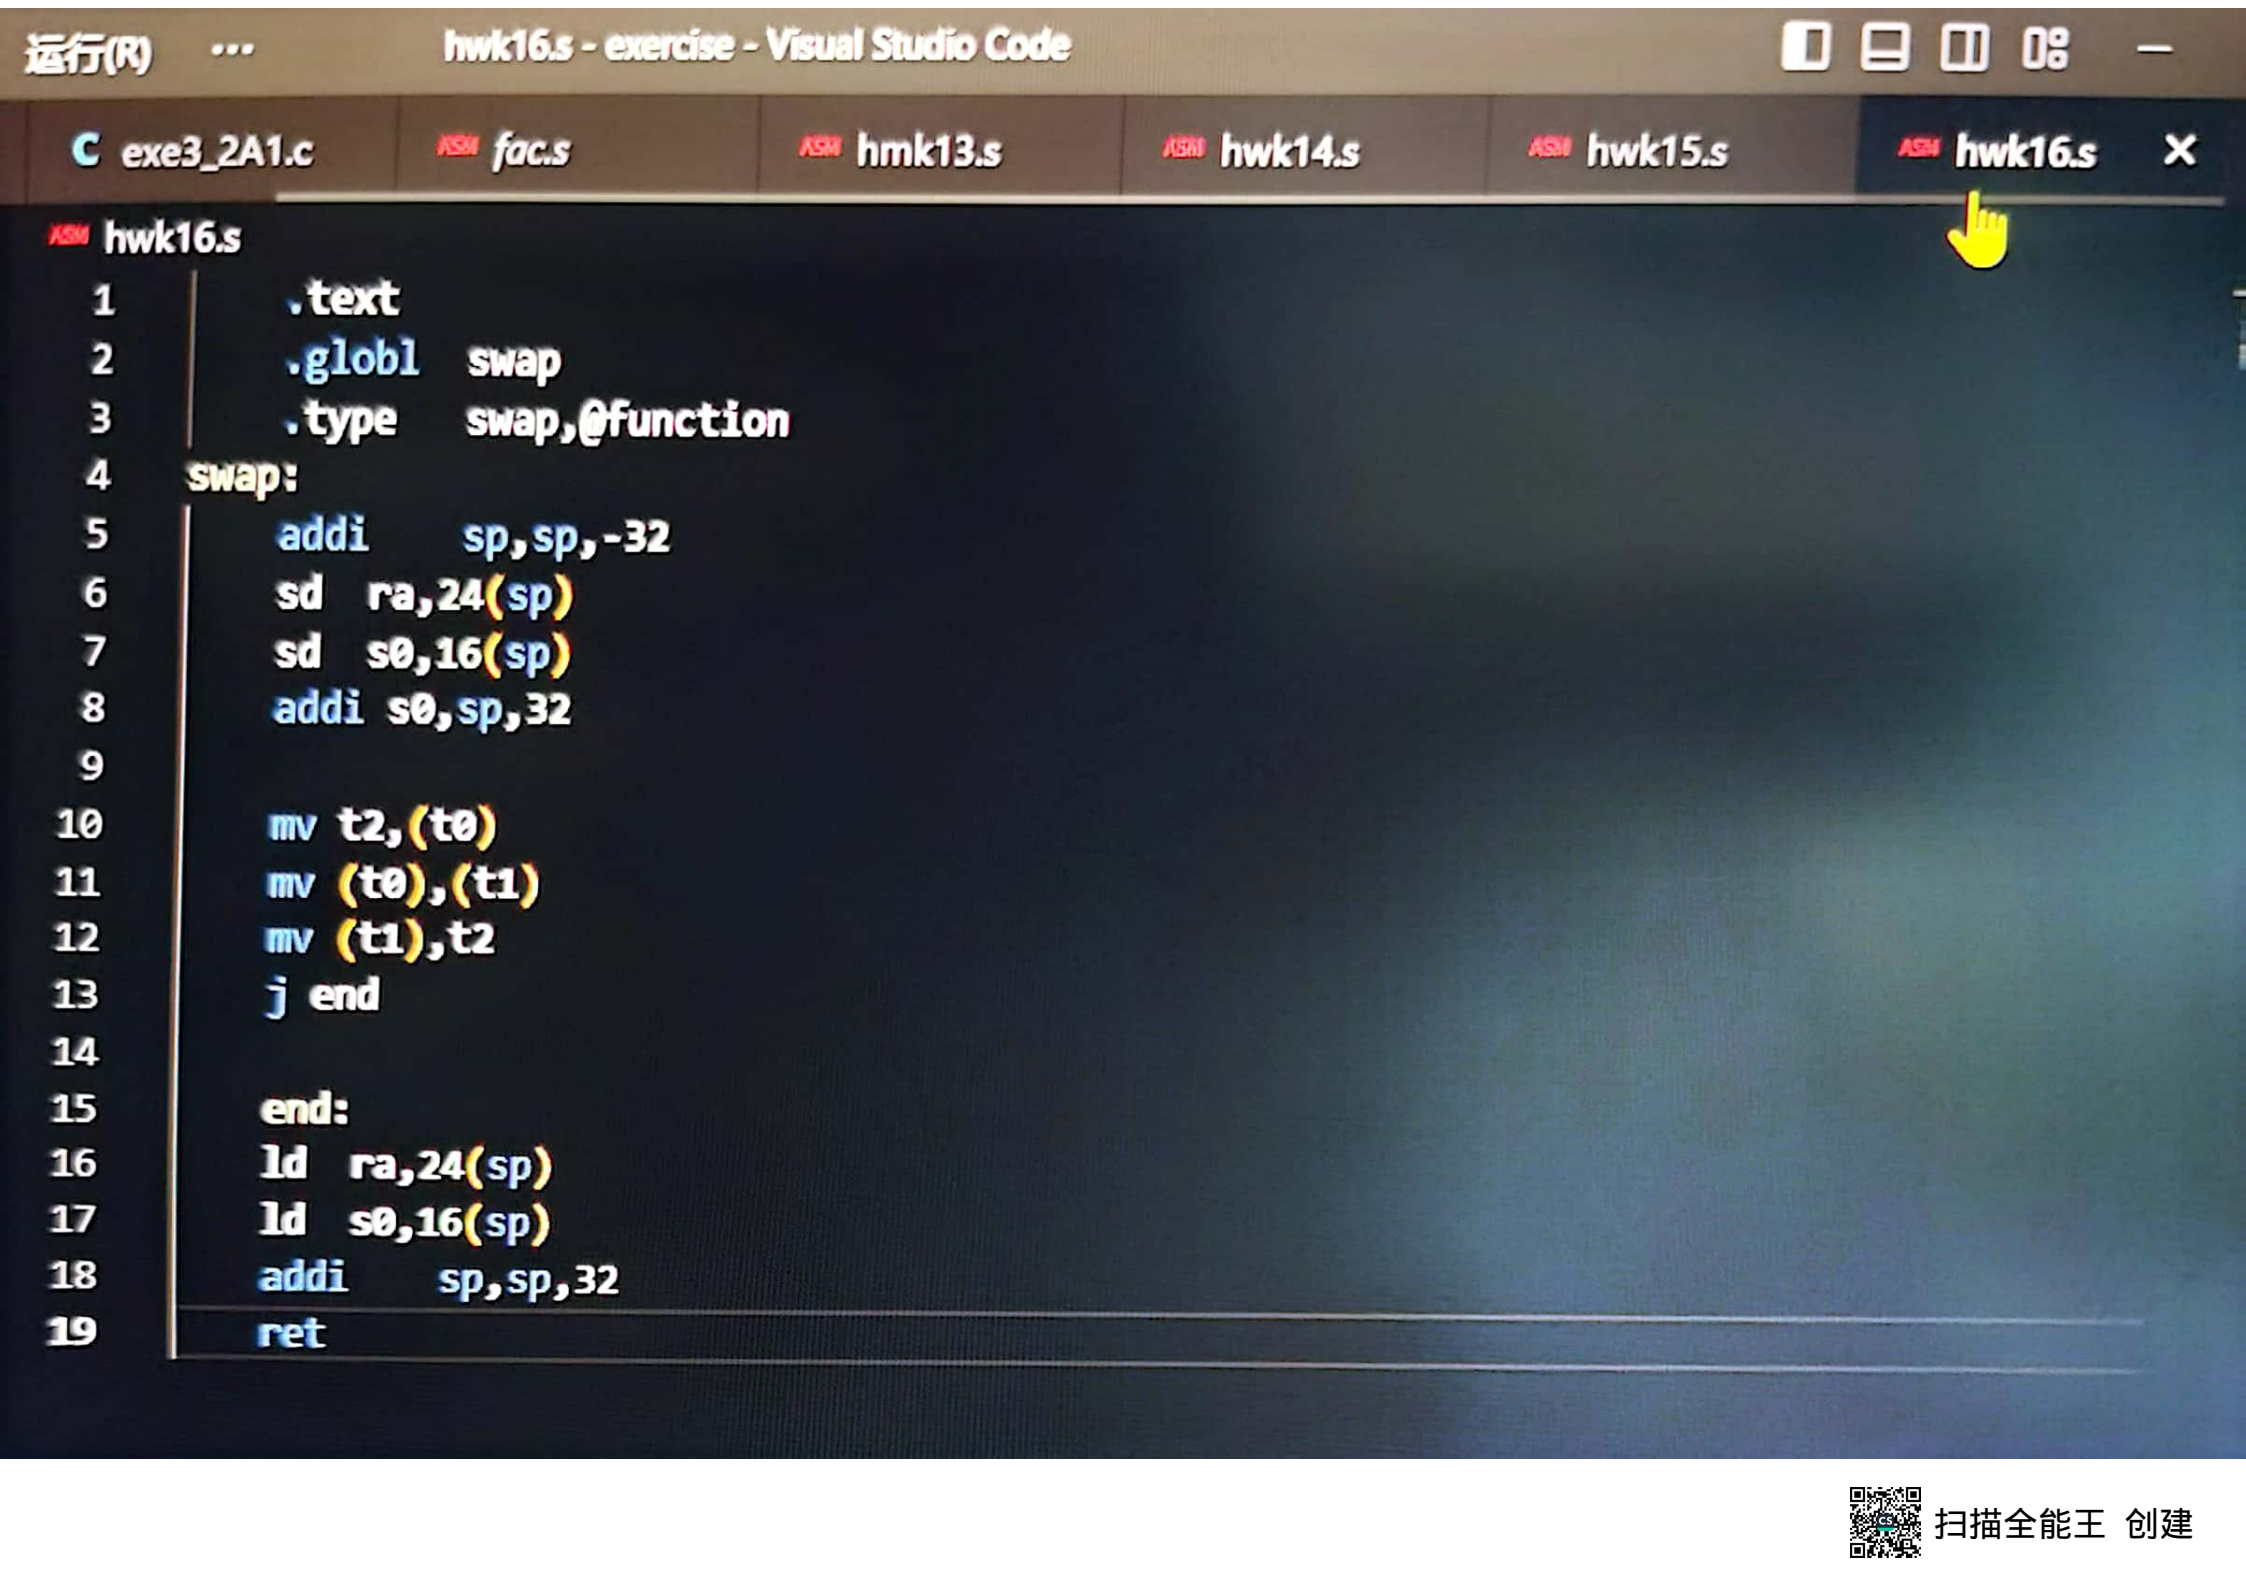 运行(R) ··· hwk16.s - exercise - Visual Studio Code
C exe3_2A1.c ASM fac.s ASM hmk13.s ASM hwk14.s ASM hwk15.s ASM hwk16.s
ASM hwk16.s
1 .text
2 .globl swap
3 .type swap,@function
4 swap:
5 addi sp,sp,-32
6 sd ra,24(sp)
7 sd s0,16(sp)
8 addi s0,sp,32
9
10 mv t2,(t0)
11 mv (t0),(t1)
12 mv (t1),t2
13 j end
14
15 end:
16 ld ra,24(sp)
17 ld s0,16(sp)
18 addi sp,sp,32
19 ret
CS 扫描全能王 创建